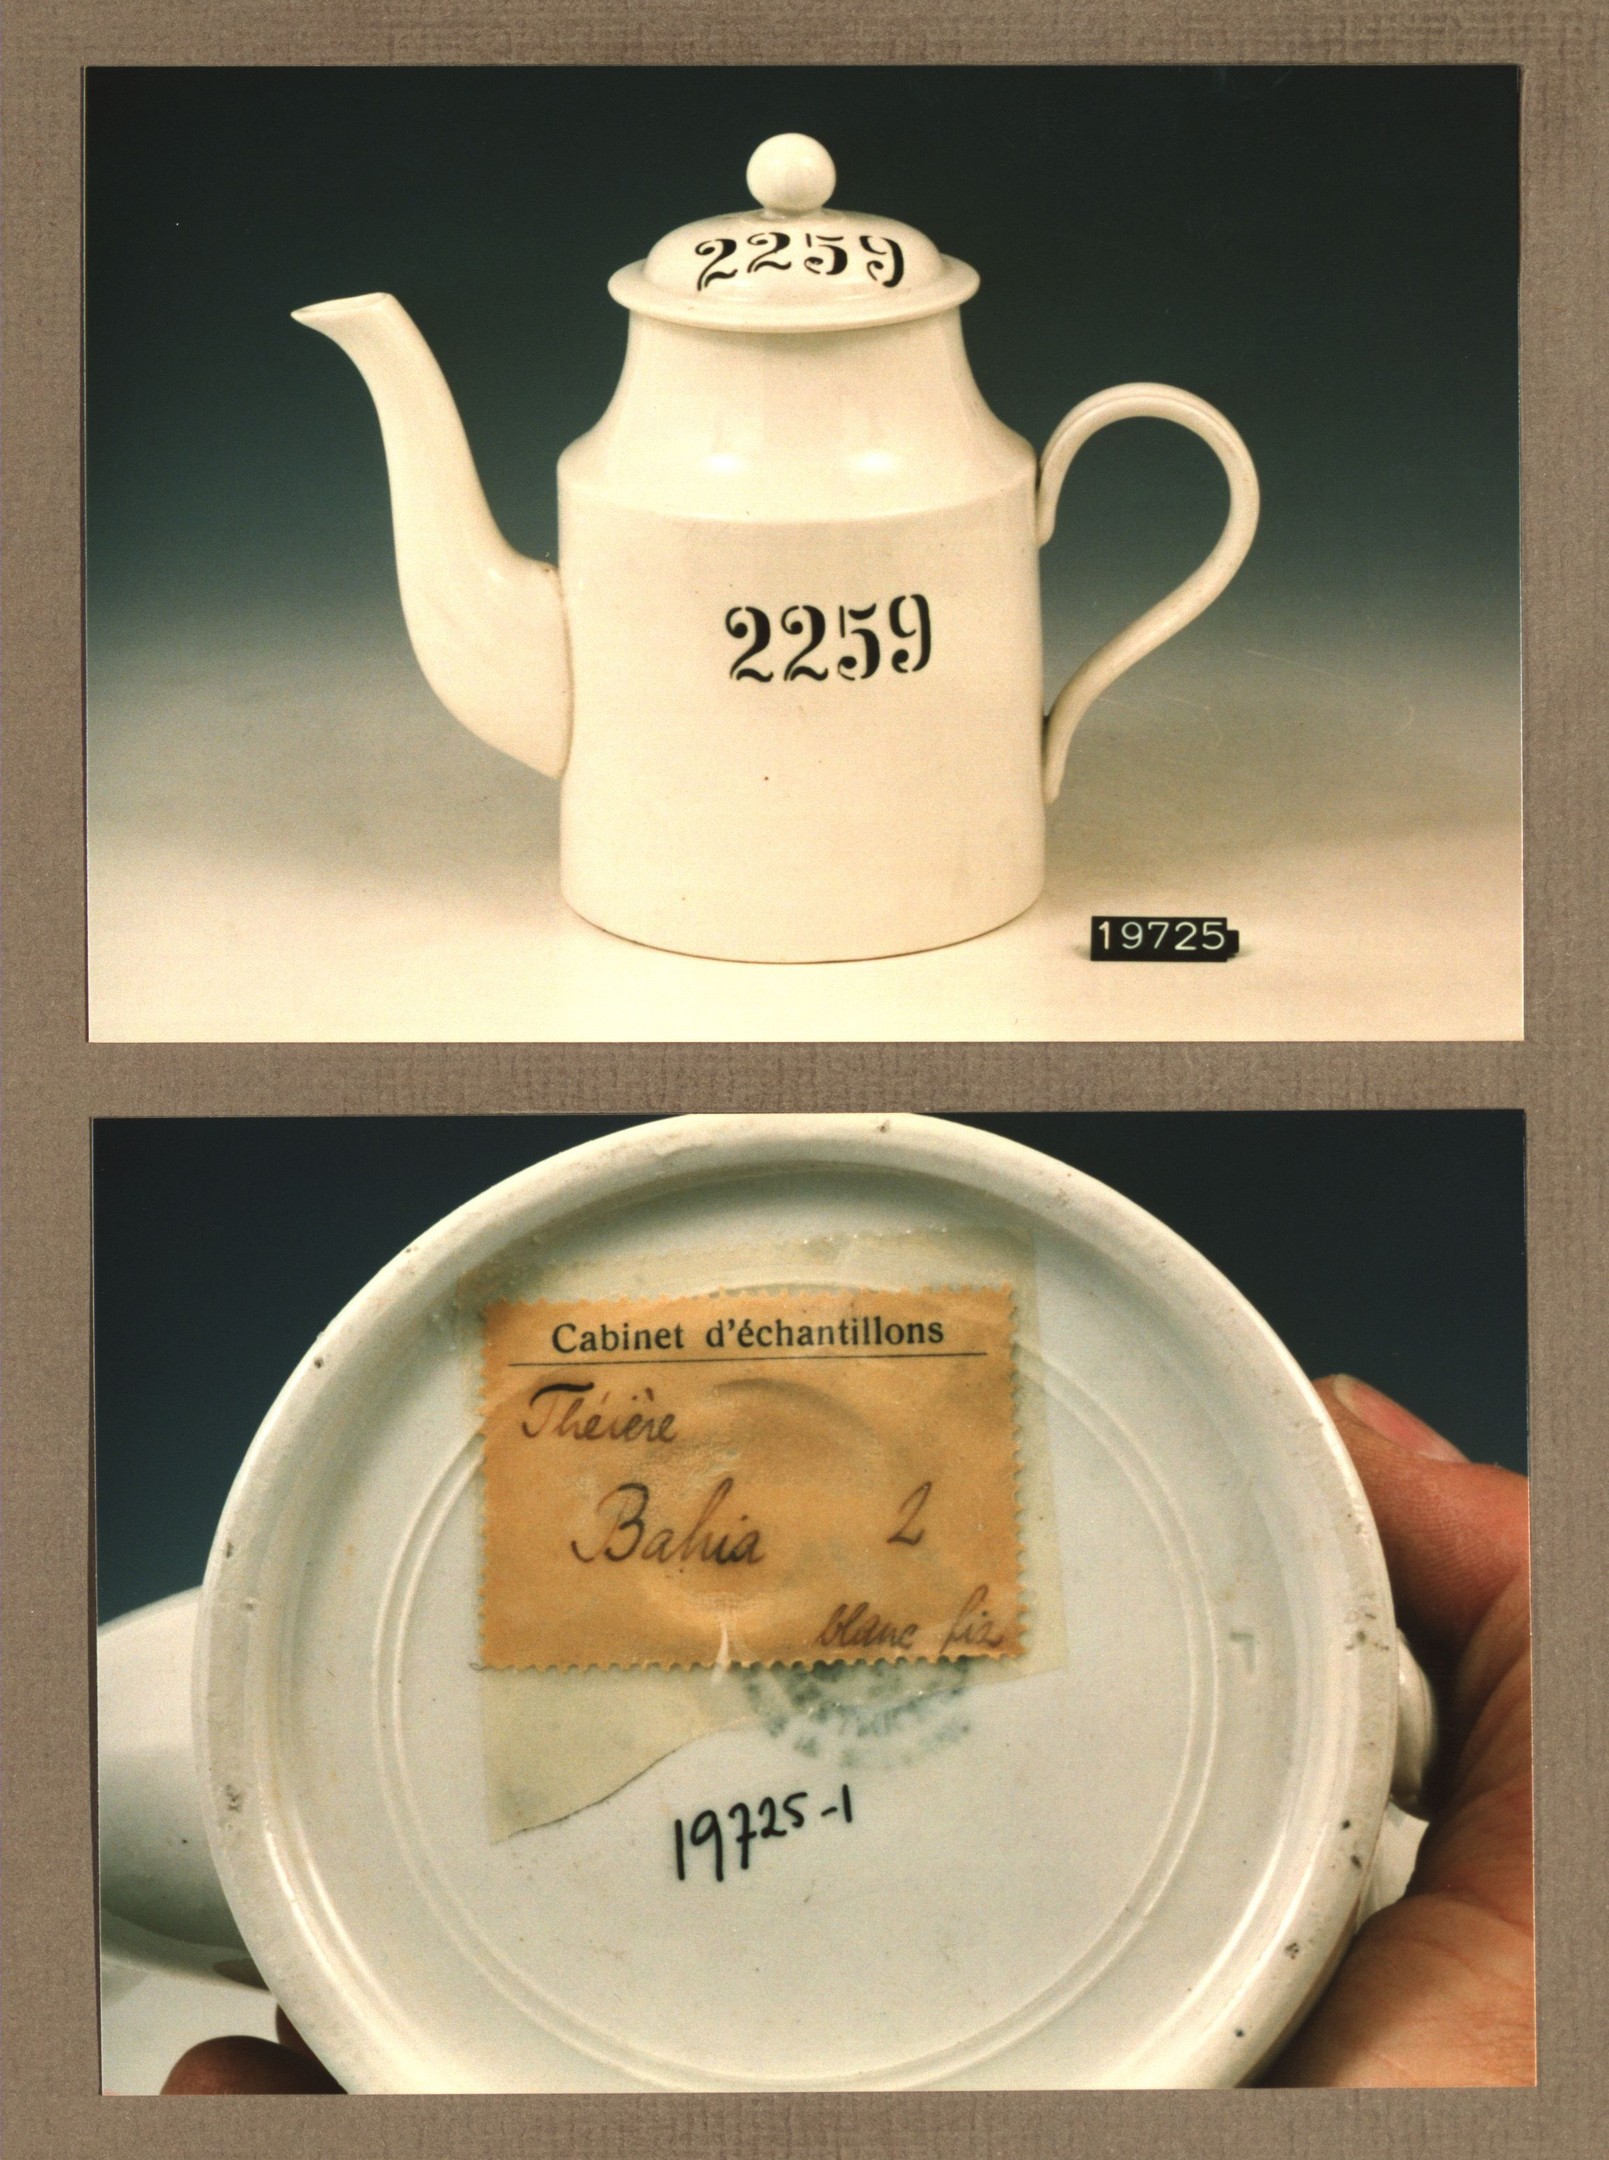 2259
2259
19725
Cabinet d'échantillons
Théière
Bahia 2
blanc fix
19725-1